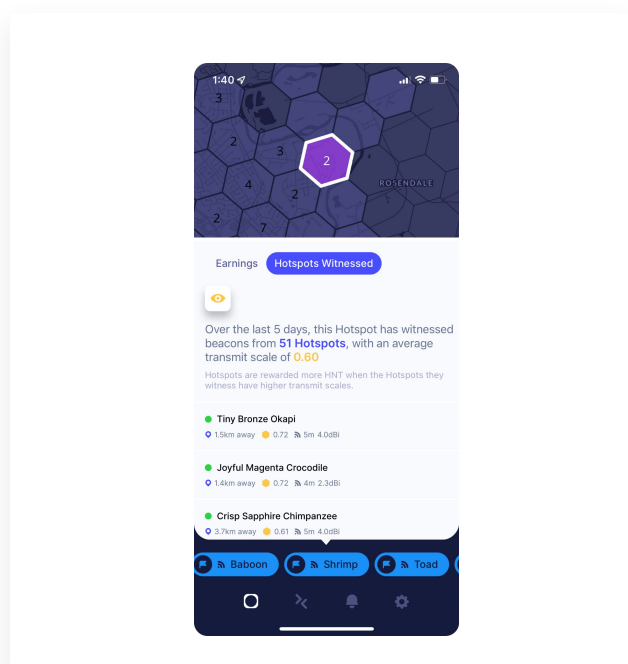 1:40
3
2
3
2
4
ROSENDALE
2
2
7
Earnings Hotspots Witnessed
Over the last 5 days, this Hotspot has witnessed
beacons from 51 Hotspots, with an average
transmit scale of 0.60
Hotspots are rewarded more HNT when the Hotspots they
witness have higher transmit scales.
Tiny Bronze Okapi
1.5km away 0.72 5m 4.0dBi
Joyful Magenta Crocodile
1.4km away 0.72 4m 2.3dBi
Crisp Sapphire Chimpanzee
3.7km away 0.61 5m 4.0dBi
Baboon Shrimp Toad